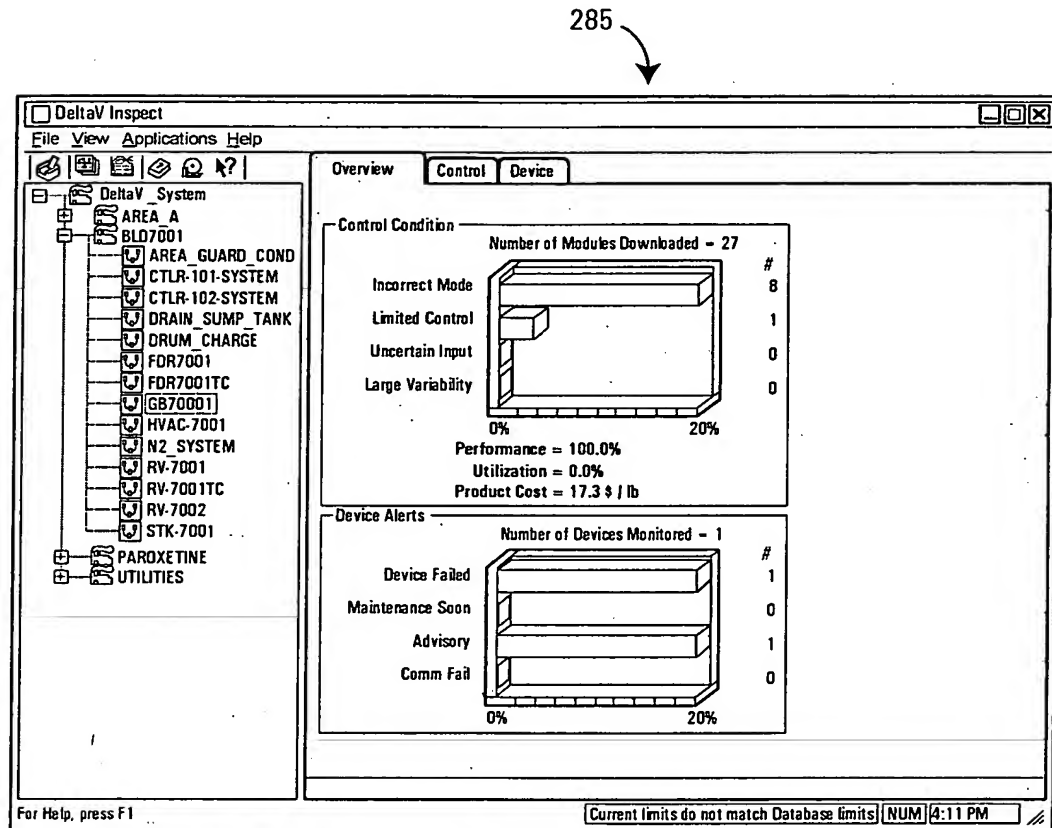 285
DeltaV Inspect
File View Applications Help
Overview Control Device
DeltaV_System
AREA_A
BLD7001
AREA_GUARD_COND
CTLR-101-SYSTEM
CTLR-102-SYSTEM
DRAIN_SUMP_TANK
DRUM_CHARGE
FDR7001
FDR7001TC
GB70001
HVAC-7001
N2_SYSTEM
RV-7001
RV-7001TC
RV-7002
STK-7001
PAROXETINE
UTILITIES
Control Condition
Number of Modules Downloaded - 27
#
Incorrect Mode 8
Limited Control 1
Uncertain Input 0
Large Variability 0
0% 20%
Performance = 100.0%
Utilization = 0.0%
Product Cost = 17.3 $ / lb
Device Alerts
Number of Devices Monitored - 1
#
Device Failed 1
Maintenance Soon 0
Advisory 1
Comm Fail 0
0% 20%
For Help, press F1 Current limits do not match Database limits NUM 4:11 PM